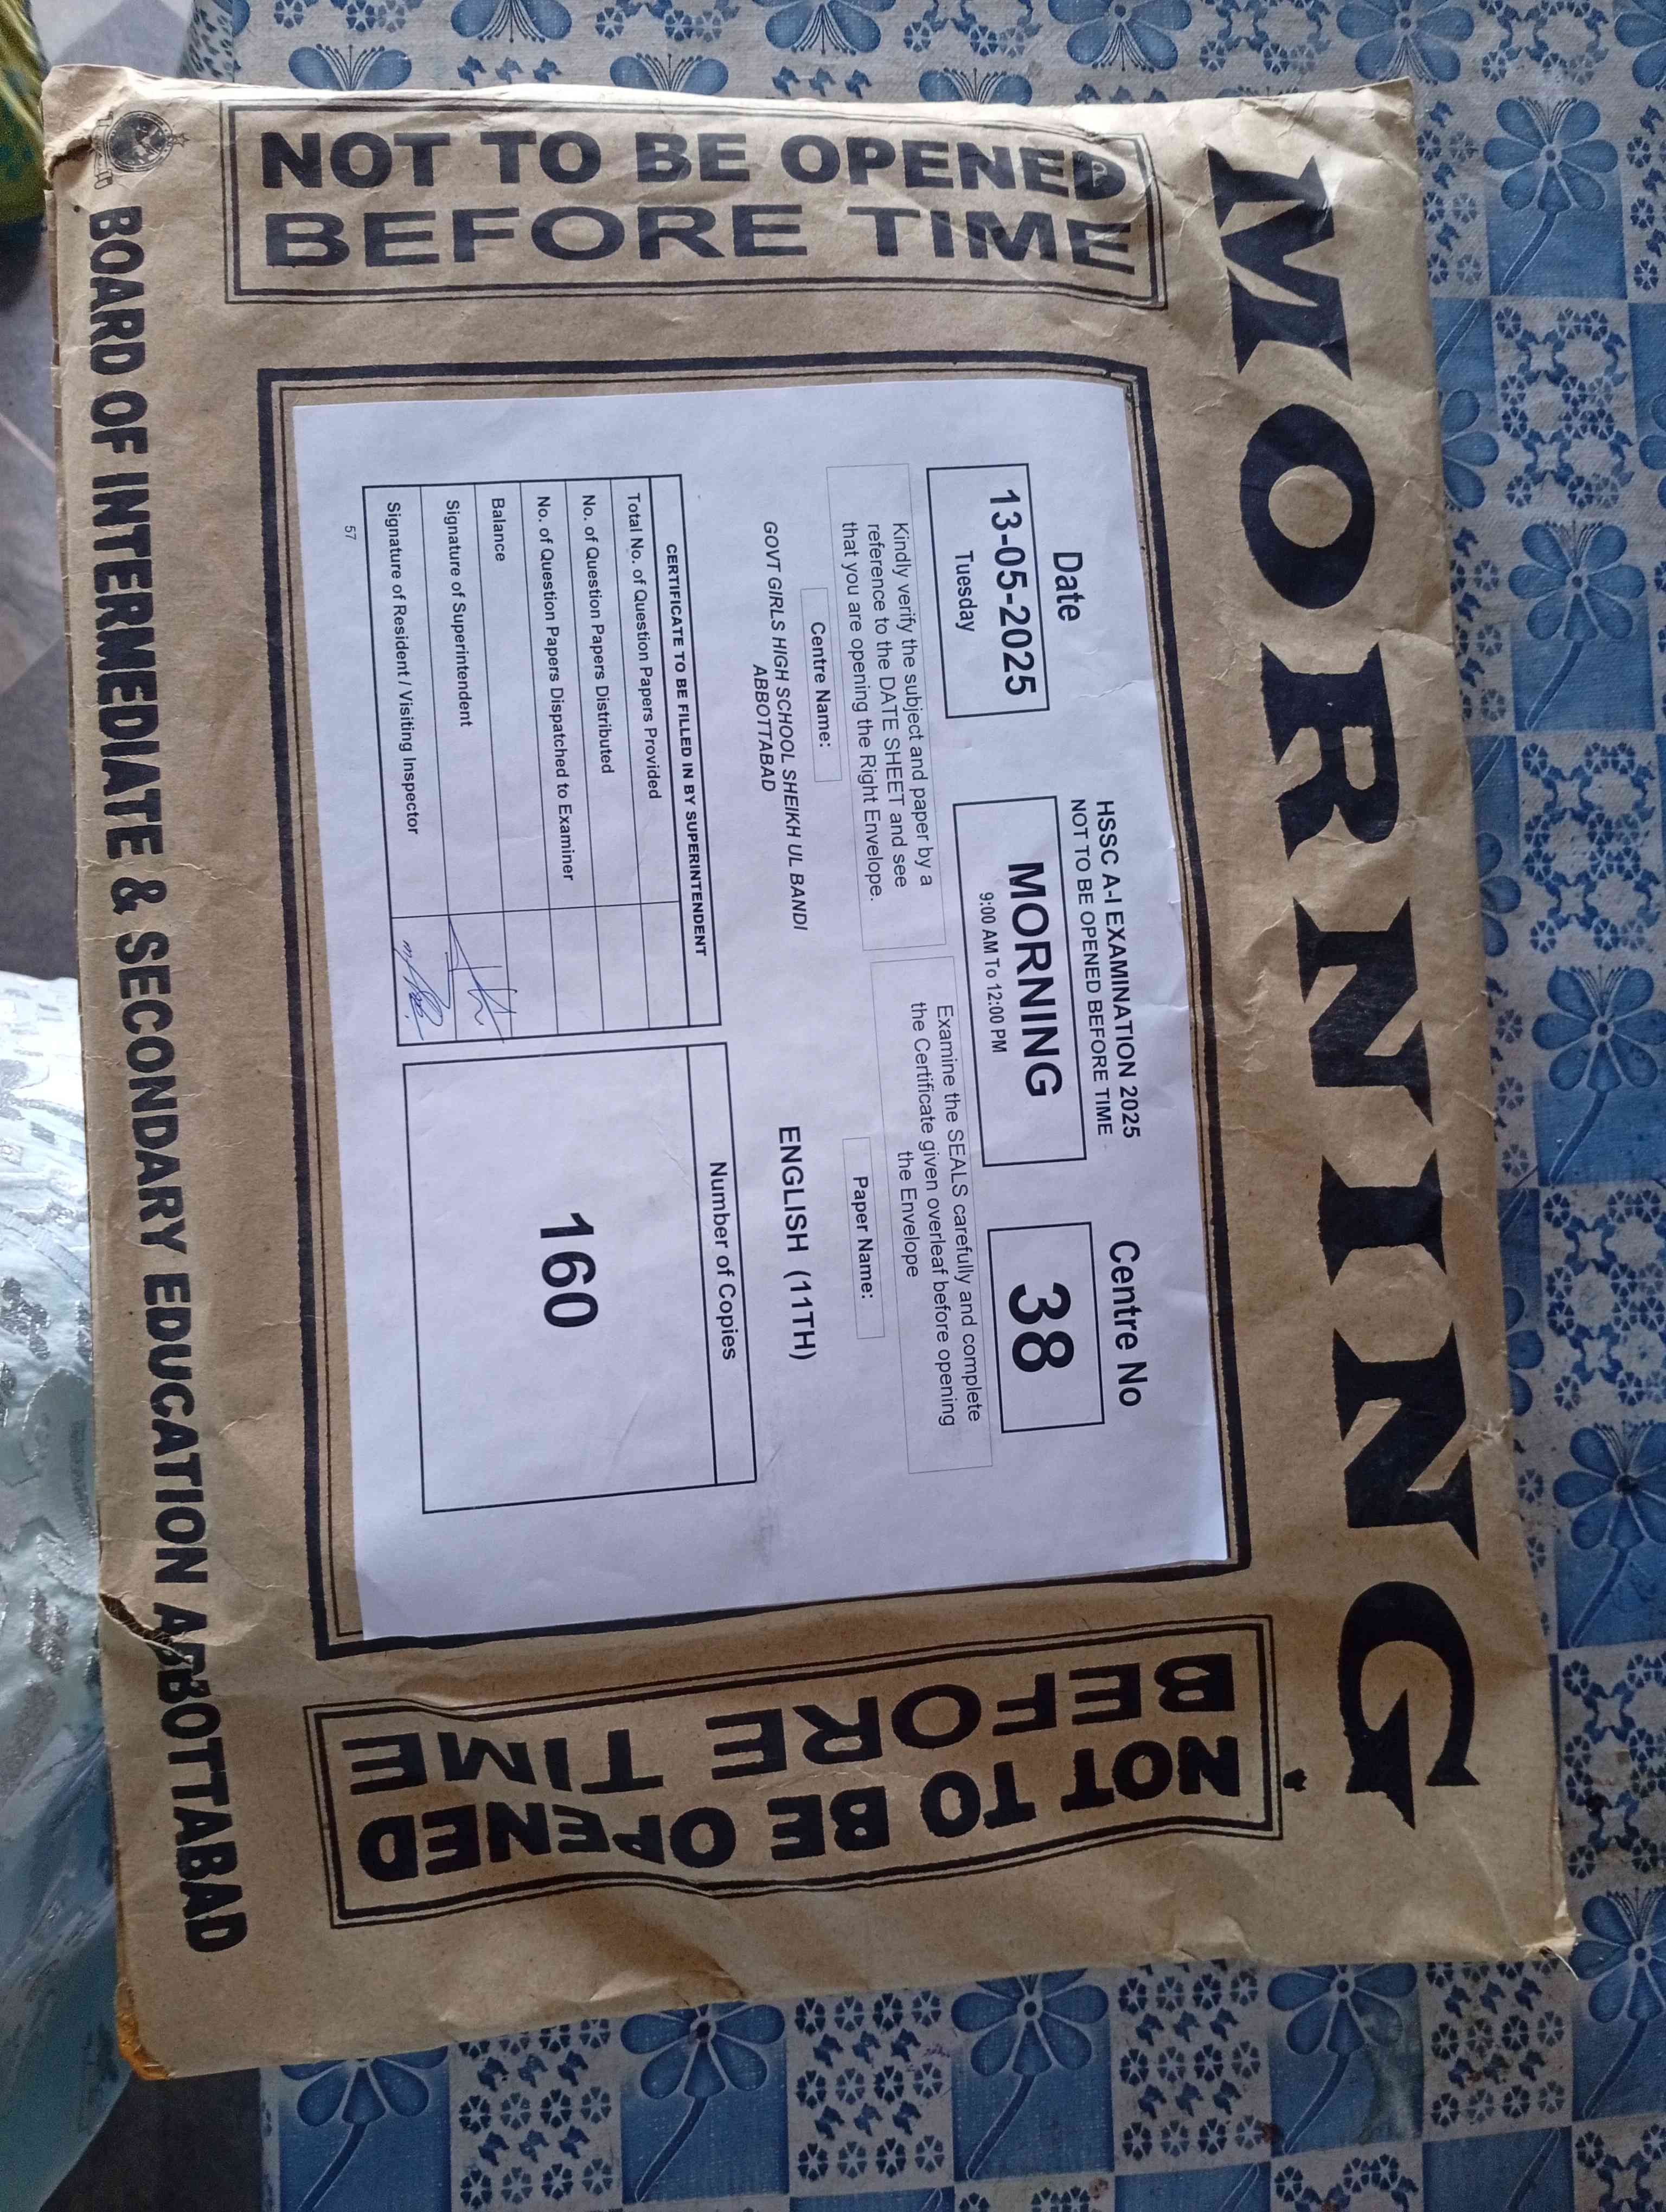 MORNING
NOT TO BE OPENED
BEFORE TIME
HSSC A-I EXAMINATION 2025
NOT TO BE OPENED BEFORE TIME
Date
13-05-2025
Tuesday
MORNING
9:00 AM To 12:00 PM
Centre No
38
Kindly verify the subject and paper by a
reference to the DATE SHEET and see
that you are opening the Right Envelope.
Examine the SEALS carefully and complete
the Certificate given overleaf before opening
the Envelope
Centre Name:
GOVT GIRLS HIGH SCHOOL SHEIKH UL BANDI
ABBOTTABAD
Paper Name:
ENGLISH (11TH)
CERTIFICATE TO BE FILLED IN BY SUPERINTENDENT
Total No. of Question Papers Provided
No. of Question Papers Distributed
No. of Question Papers Dispatched to Examiner
Balance
Signature of Superintendent
Signature of Resident / Visiting Inspector
Number of Copies
160
57
NOT TO BE OPENED
BEFORE TIME
BOARD OF INTERMEDIATE & SECONDARY EDUCATION ABBOTTABAD